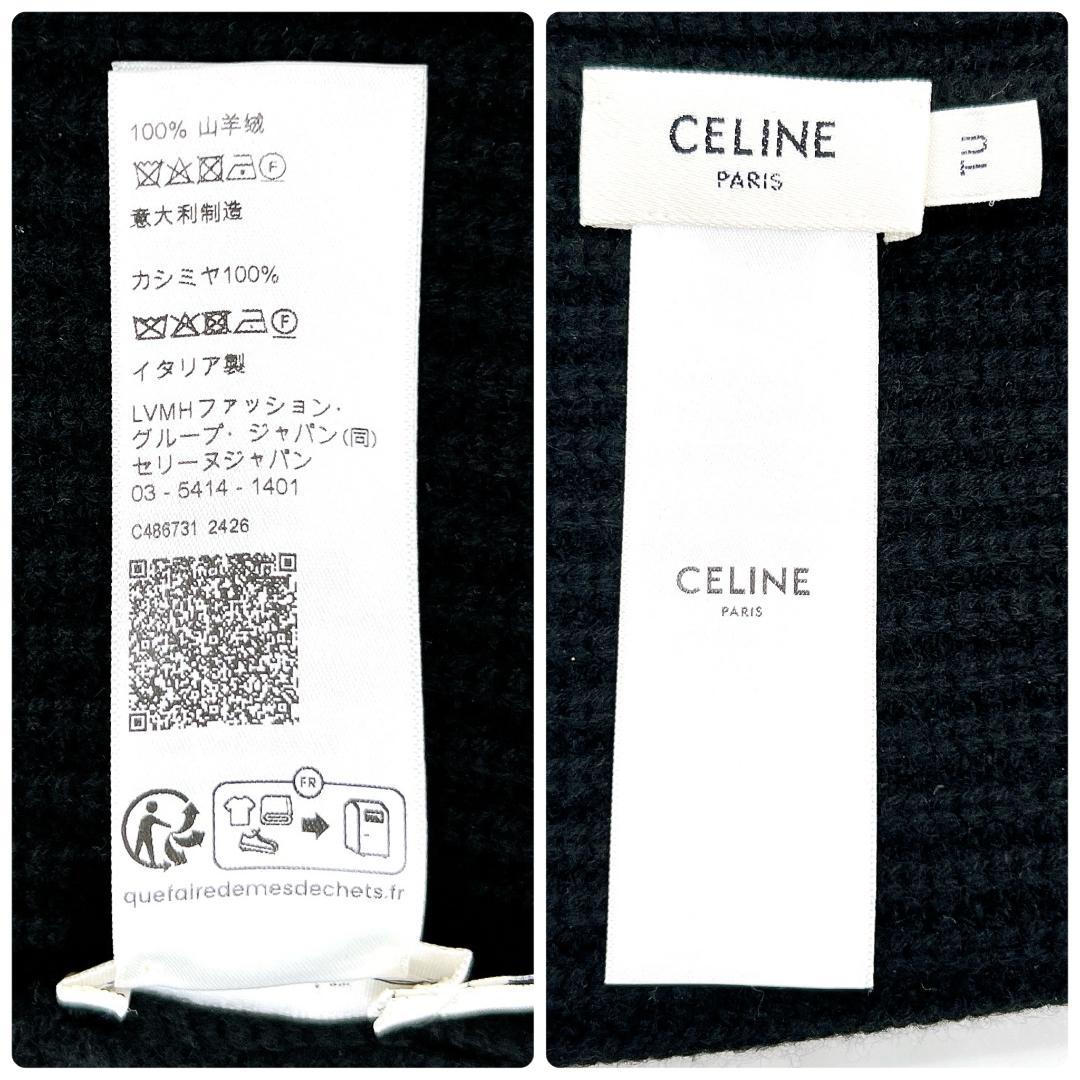 100% 山羊绒
F
意大利制造
カシミヤ100%
F
イタリア製
LVMHファッション・
グループ・ジャパン(同)
セリーヌジャパン
03 - 5414 - 1401
C486731 2426
FR
quefairedemesdechets.fr
CELINE
PARIS
TU
CELINE
PARIS